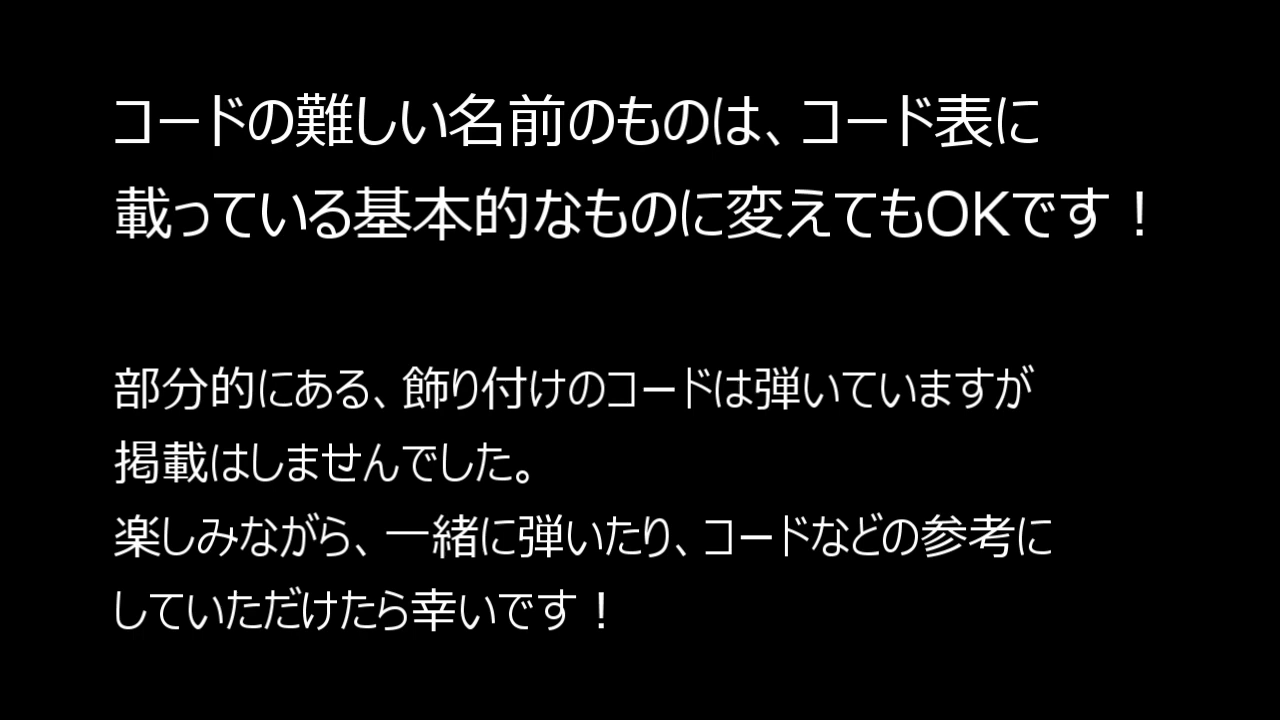 コードの難しい名前のものは、コード表に
載っている基本的なものに変えてもOKです！
部分的にある、飾り付けのコードは弾いていますが
掲載はしませんでした。
楽しみながら、一緒に弾いたり、コードなどの参考に
していただけたら幸いです！